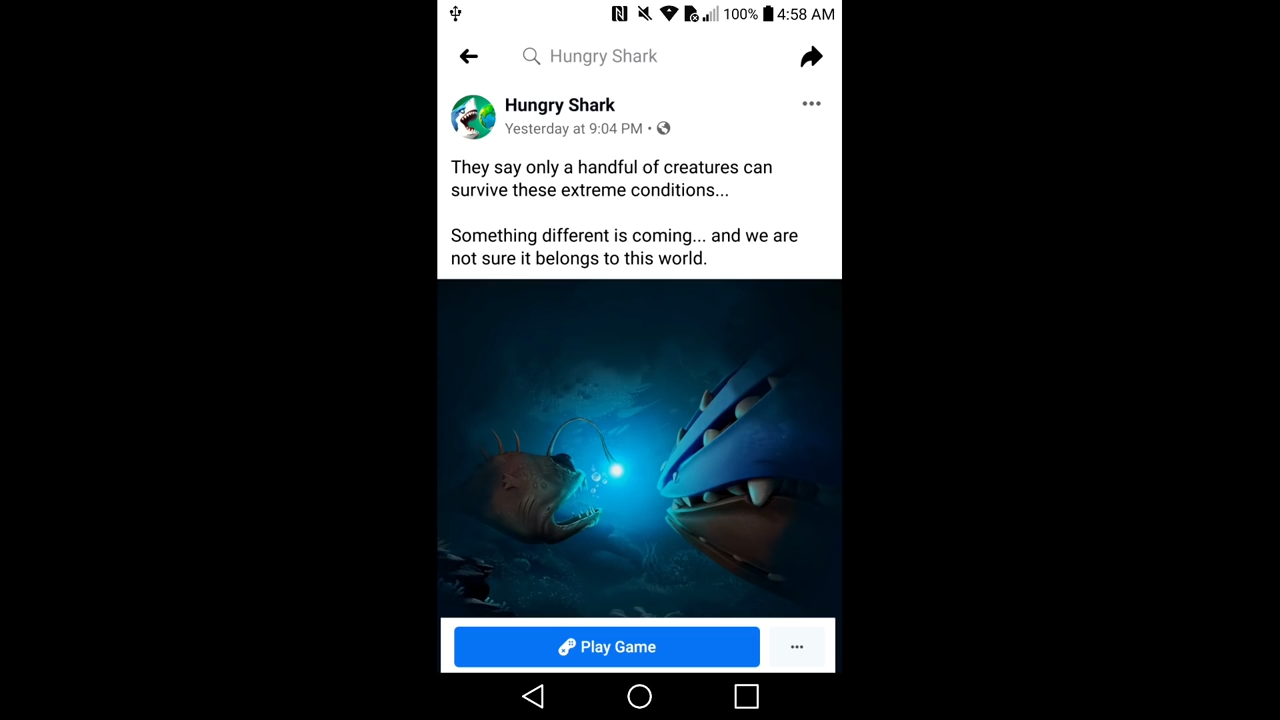 100% 4:58 AM
Hungry Shark
Hungry Shark
Yesterday at 9:04 PM •
They say only a handful of creatures can
survive these extreme conditions...
Something different is coming... and we are
not sure it belongs to this world.
Play Game